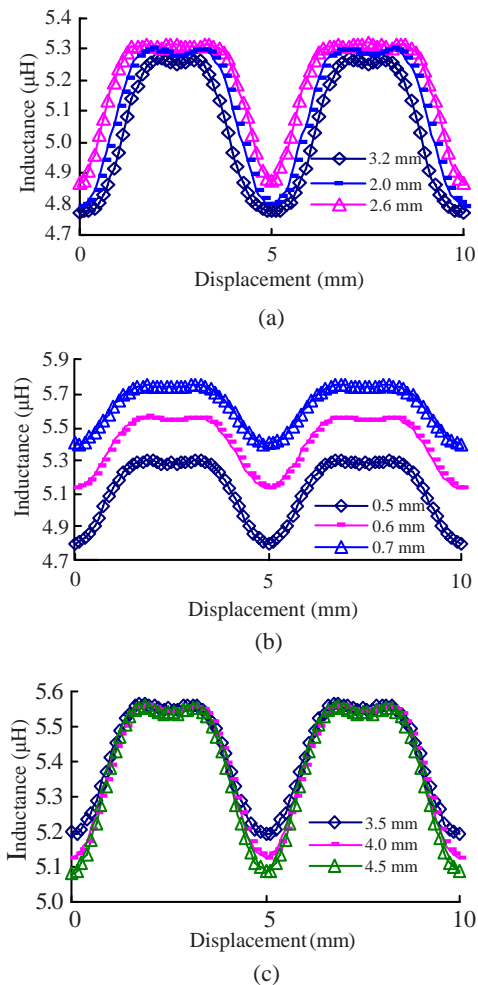 5.4
5.3
5.2
5.1
5.0
4.9
4.8
4.7
Inductance (μH)
3.2 mm
2.0 mm
2.6 mm
0 5 10
Displacement (mm)
(a)
5.9
5.7
5.5
5.3
5.1
4.9
4.7
Inductance (μH)
0.5 mm
0.6 mm
0.7 mm
0 5 10
Displacement (mm)
(b)
5.6
5.5
5.4
5.3
5.2
5.1
5.0
Inductance (μH)
3.5 mm
4.0 mm
4.5 mm
0 5 10
Displacement (mm)
(c)